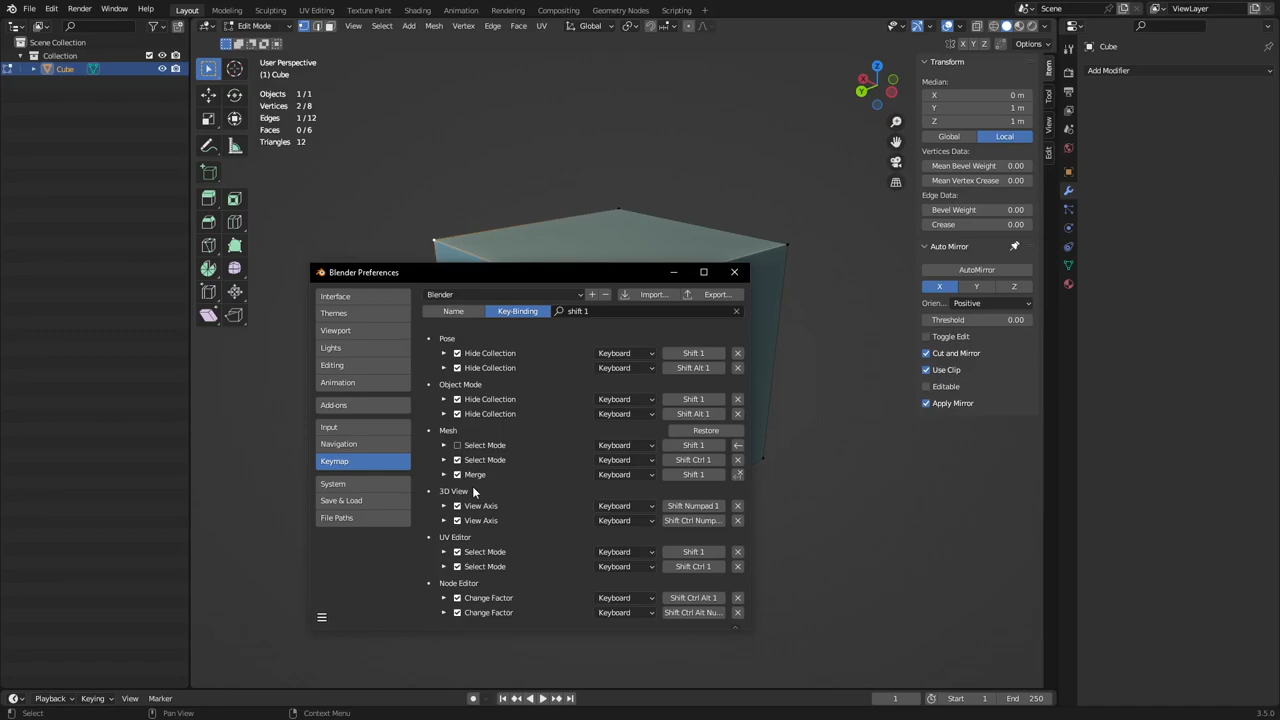 File Edit Render Window Help Layout Modeling Sculpting UV Editing Texture Paint Shading Animation Rendering Compositing Geometry Nodes Scripting Scene ViewLayer
Edit Mode View Select Add Mesh Vertex Edge Face UV Global
X Y Z Options
Scene Collection
Collection
Cube
User Perspective
(1) Cube
Objects 1/1
Vertices 2/8
Edges 1/12
Faces 0/6
Triangles 12
X
Y
Z
Transform
Median:
X 0 m
Y 1 m
Z 1 m
Global Local
Vertices Data:
Mean Bevel Weight 0.00
Mean Vertex Crease 0.00
Edge Data:
Bevel Weight 0.00
Crease 0.00
Auto Mirror
AutoMirror
X Y Z
Orien... Positive
Threshold 0.00
Toggle Edit
Cut and Mirror
Use Clip
Editable
Apply Mirror
Item
Tool
View
Edit
Cube
Add Modifier
Blender Preferences
Interface
Themes
Viewport
Lights
Editing
Animation
Add-ons
Input
Navigation
Keymap
System
Save & Load
File Paths
Blender Import... Export...
Name Key-Binding shift 1
Pose
Hide Collection Keyboard Shift 1
Hide Collection Keyboard Shift Alt 1
Object Mode
Hide Collection Keyboard Shift 1
Hide Collection Keyboard Shift Alt 1
Mesh Restore
Select Mode Keyboard Shift 1
Select Mode Keyboard Shift Ctrl 1
Merge Keyboard Shift 1
3D View
View Axis Keyboard Shift Numpad 1
View Axis Keyboard Shift Ctrl Nump...
UV Editor
Select Mode Keyboard Shift 1
Select Mode Keyboard Shift Ctrl 1
Node Editor
Change Factor Keyboard Shift Ctrl Alt 1
Change Factor Keyboard Shift Ctrl Alt Nu...
Playback Keying View Marker 1 Start 1 End 250
Select Pan View Context Menu 3.5.0